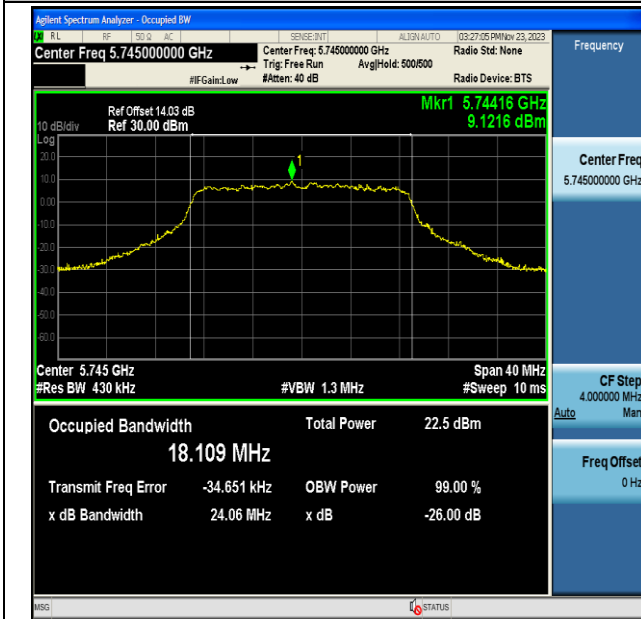 Agilent Spectrum Analyzer - Occupied BW
RL RF 50 Ω AC SENSE:INT ALIGN AUTO 03:27:05 PM Nov 23, 2023
Center Freq 5.745000000 GHz
Center Freq: 5.745000000 GHz
Radio Std: None
Trig: Free Run Avg|Hold: 500/500
#IFGain:Low #Atten: 40 dB Radio Device: BTS
Ref Offset 14.03 dB
Mkr1 5.74416 GHz
10 dB/div Ref 30.00 dBm 9.1216 dBm
Log
20.0
10.0
0.00
-10.0
-20.0
-30.0
-40.0
-50.0
-60.0
1
Center 5.745 GHz Span 40 MHz
#Res BW 430 kHz #VBW 1.3 MHz #Sweep 10 ms
Occupied Bandwidth Total Power 22.5 dBm
18.109 MHz
Transmit Freq Error -34.651 kHz OBW Power 99.00 %
x dB Bandwidth 24.06 MHz x dB -26.00 dB
MSG STATUS
Frequency
Center Freq
5.745000000 GHz
CF Step
4.000000 MHz
Auto Man
Freq Offset
0 Hz